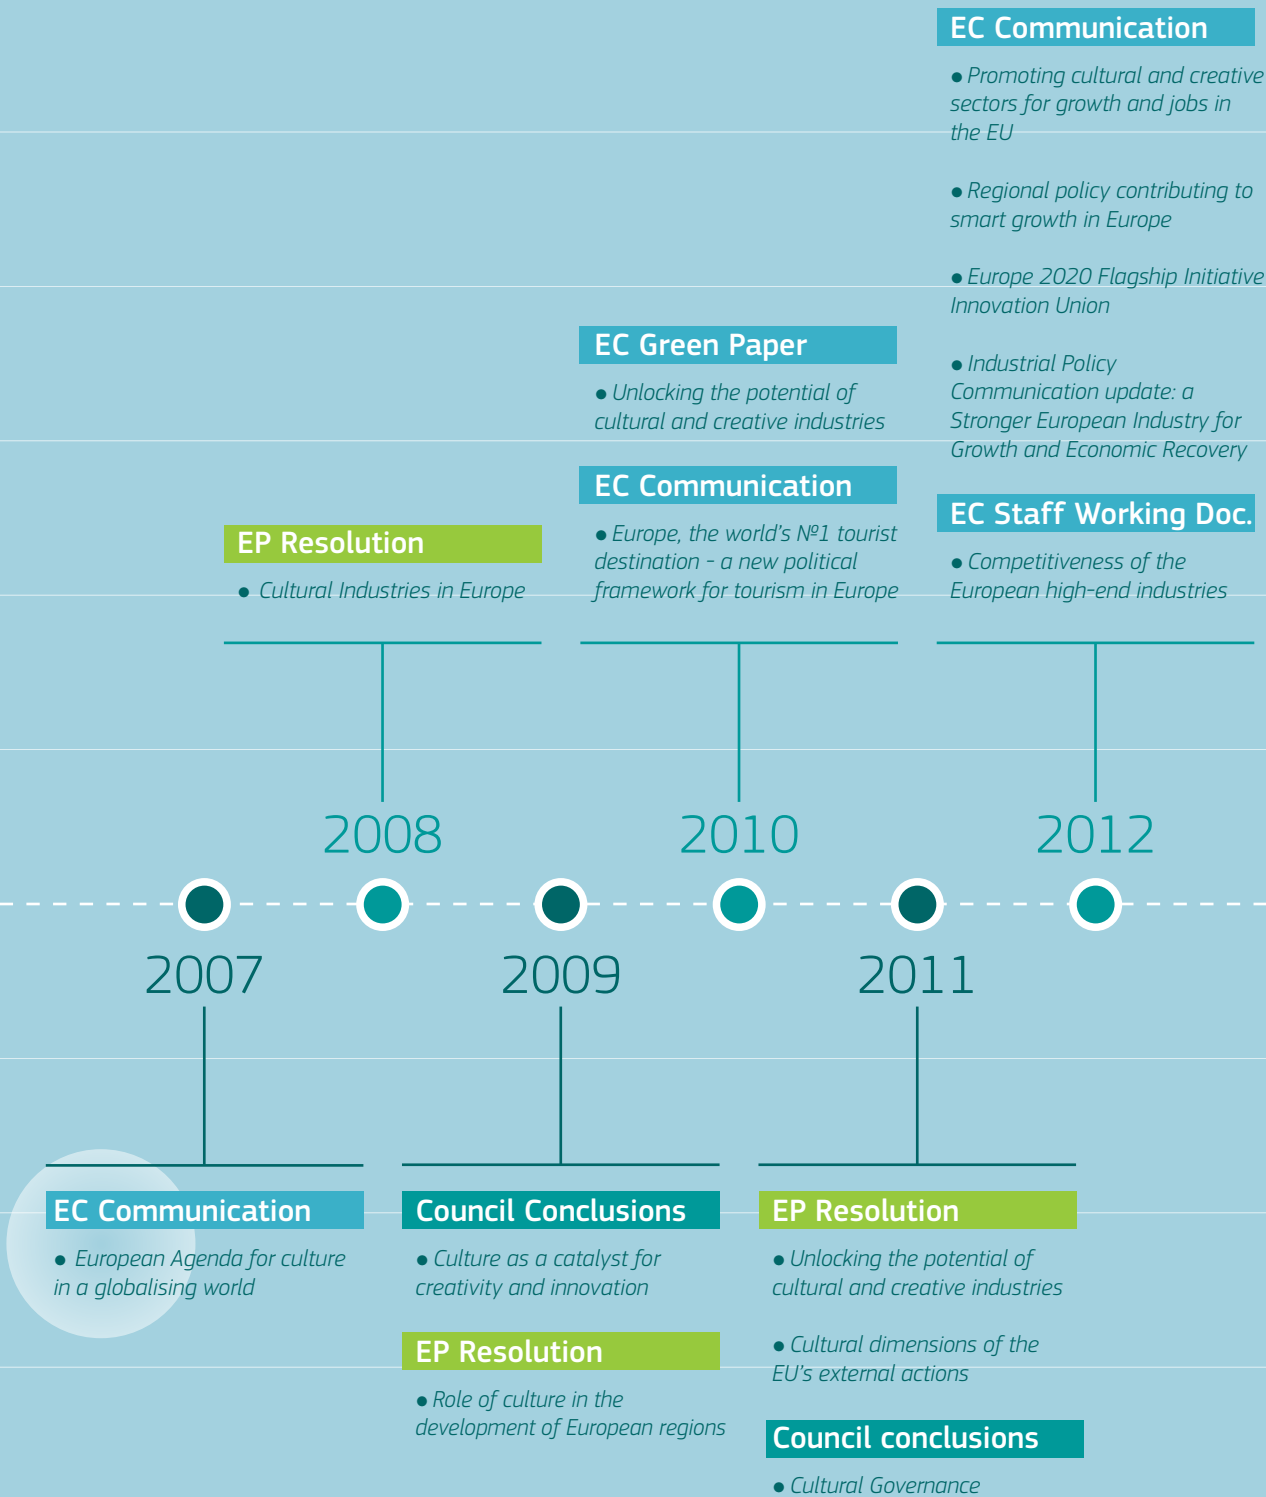 EC Communication
● Promoting cultural and creative
sectors for growth and jobs in
the EU
● Regional policy contributing to
smart growth in Europe
● Europe 2020 Flagship Initiative
Innovation Union
● Industrial Policy
Communication update: a
Stronger European Industry for
Growth and Economic Recovery
EC Staff Working Doc.
● Competitiveness of the
European high-end industries
EC Green Paper
● Unlocking the potential of
cultural and creative industries
EC Communication
● Europe, the world's №1 tourist
destination - a new political
framework for tourism in Europe
EP Resolution
● Cultural Industries in Europe
2008
2010
2012
2007
2009
2011
EC Communication
● European Agenda for culture
in a globalising world
Council Conclusions
● Culture as a catalyst for
creativity and innovation
EP Resolution
● Role of culture in the
development of European regions
EP Resolution
● Unlocking the potential of
cultural and creative industries
● Cultural dimensions of the
EU's external actions
Council conclusions
● Cultural Governance